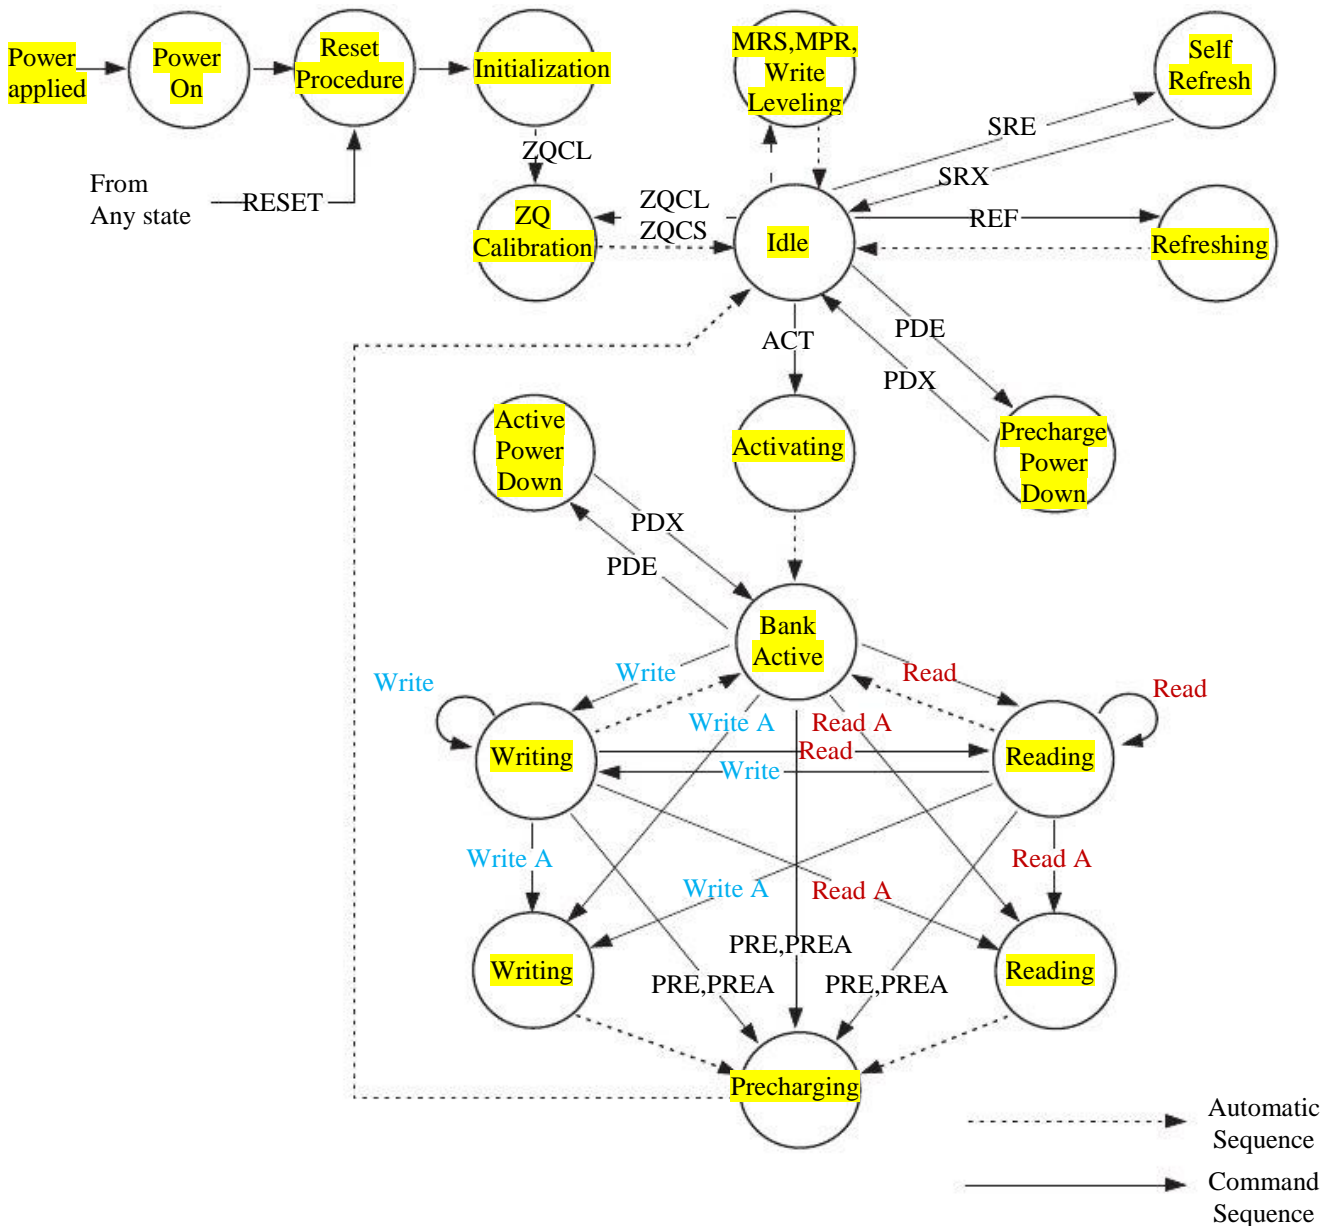 Power
applied
Power
On
Reset
Procedure
Initialization
MRS,MPR,
Write
Leveling
Self
Refresh
From
Any state
RESET
ZQCL
ZQ
Calibration
ZQCL
ZQCS
Idle
SRE
SRX
REF
Refreshing
ACT
PDE
PDX
Active
Power
Down
Activating
Precharge
Power
Down
PDX
PDE
Bank
Active
Write
Write
Read
Read
Write A
Read A
Writing
Read
Write
Reading
Write A
Write A
Read A
Read A
Writing
PRE,PREA
Reading
PRE,PREA
PRE,PREA
Precharging
Automatic
Sequence
Command
Sequence